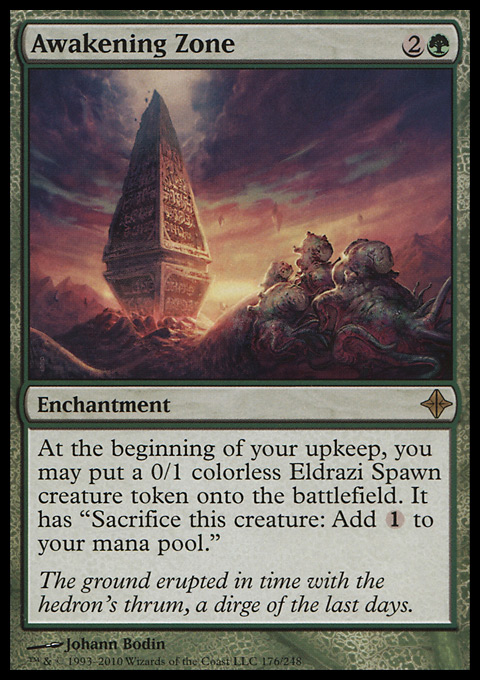 Awakening Zone 2
Enchantment
At the beginning of your upkeep, you
may put a 0/1 colorless Eldrazi Spawn
creature token onto the battlefield. It
has “Sacrifice this creature: Add 1 to
your mana pool.”
The ground erupted in time with the
hedron’s thrum, a dirge of the last days.
Johann Bodin
™ & © 1993–2010 Wizards of the Coast LLC 176/248